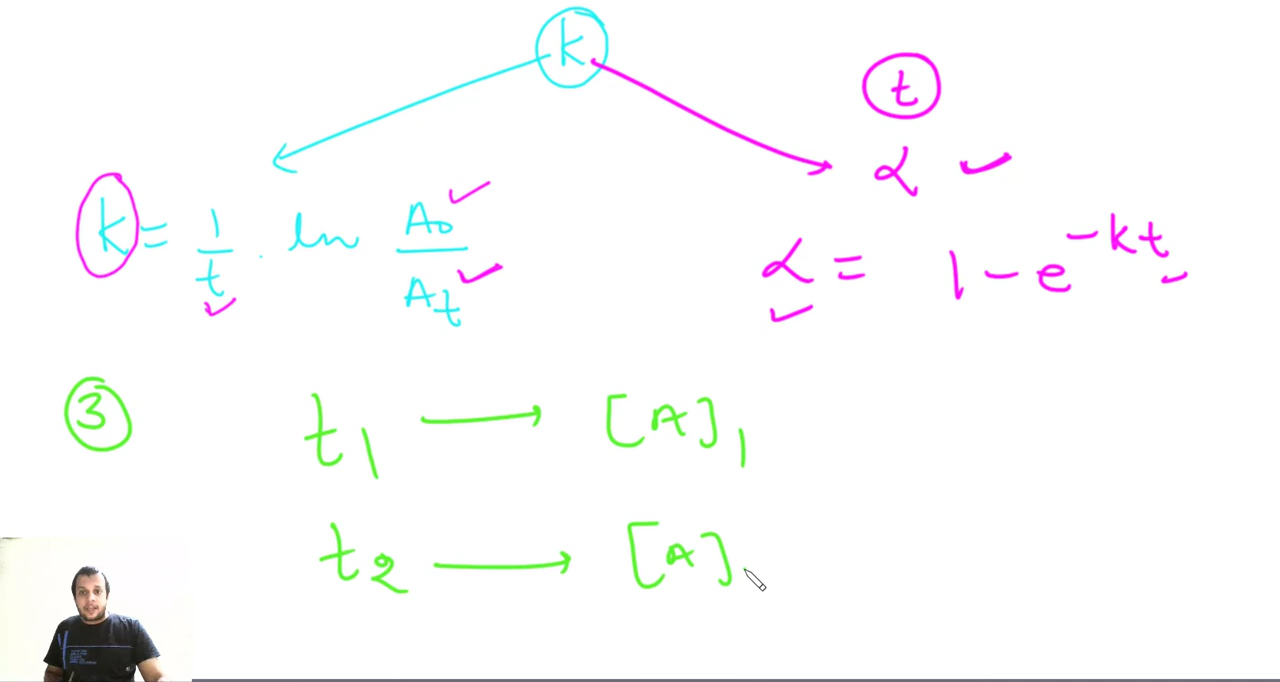 k
t
α
k = 1/t . ln A₀/Aₜ
α = 1 − e^−kt
③ t₁ → [A]₁
t₂ → [A]